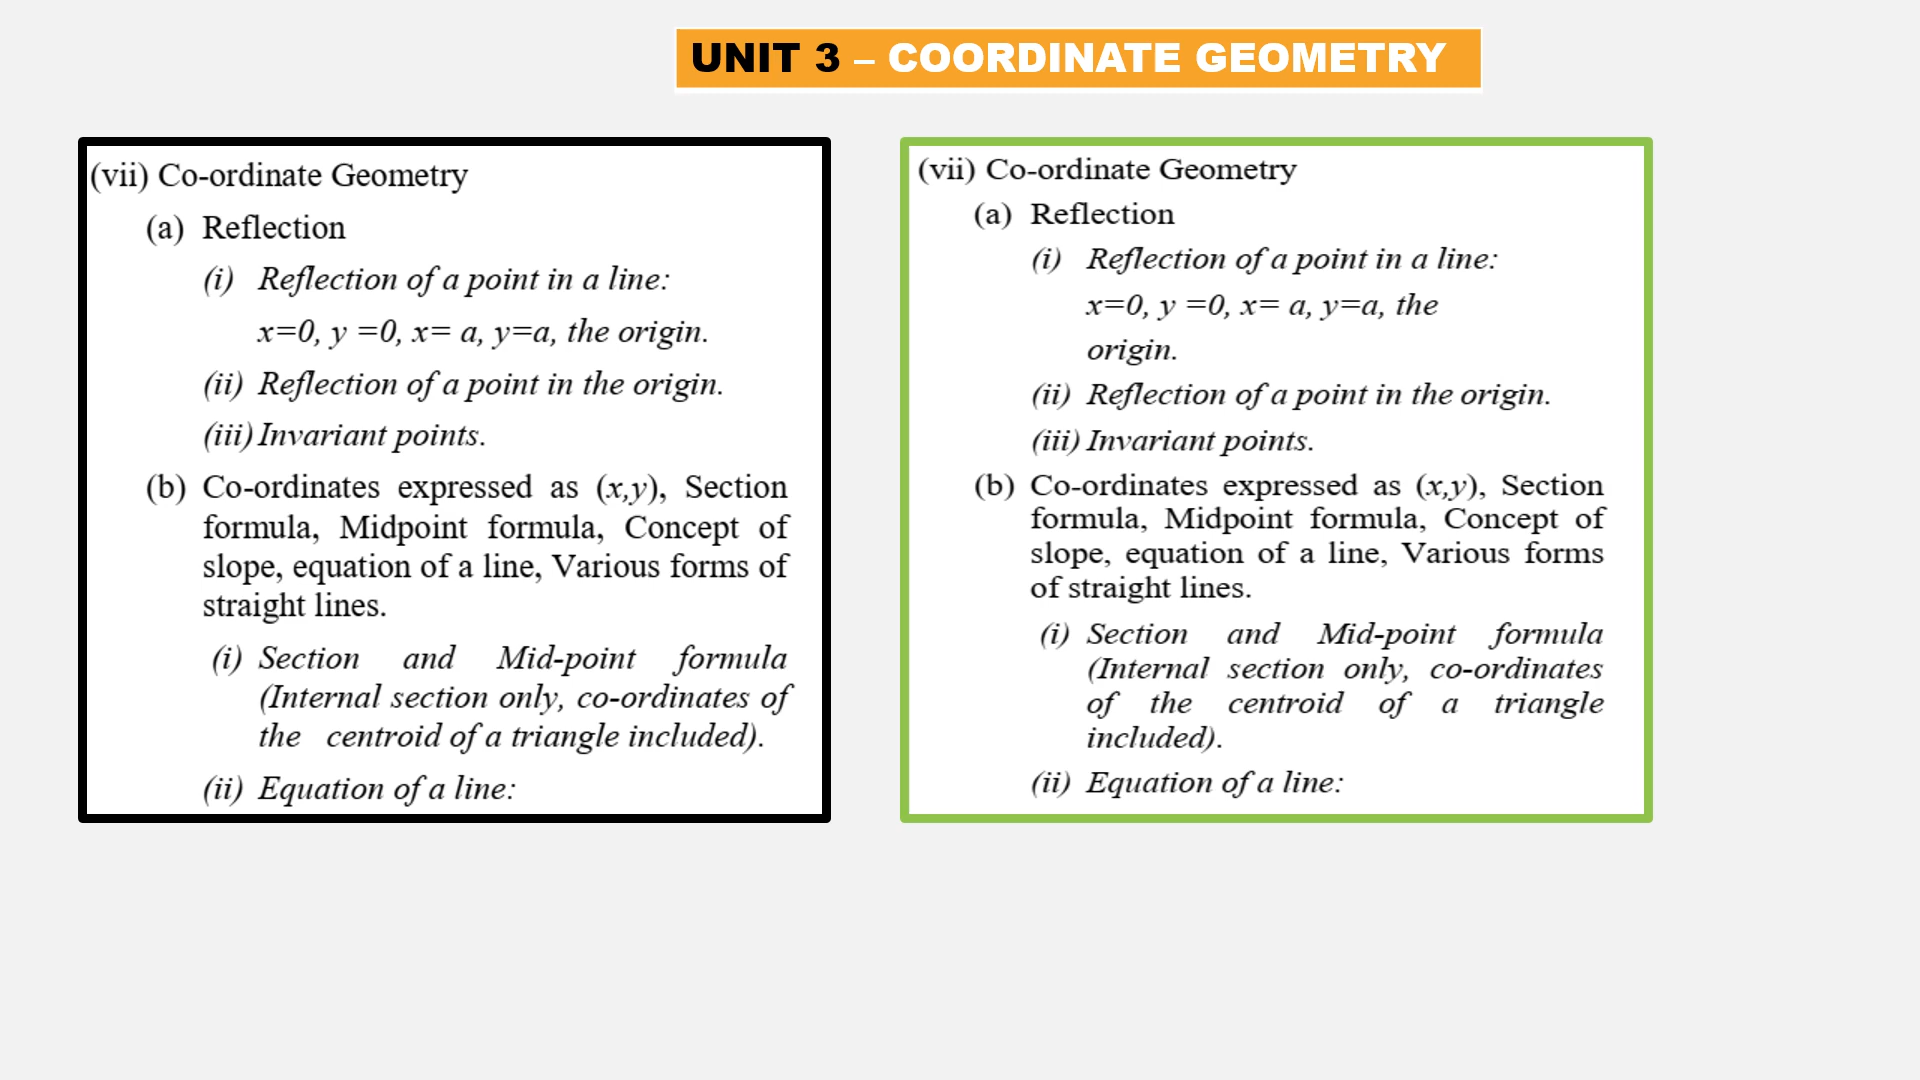 UNIT 3 – COORDINATE GEOMETRY
(vii) Co-ordinate Geometry
(a) Reflection
(i) Reflection of a point in a line:
x=0, y =0, x= a, y=a, the origin.
(ii) Reflection of a point in the origin.
(iii) Invariant points.
(b) Co-ordinates expressed as (x,y), Section
formula, Midpoint formula, Concept of
slope, equation of a line, Various forms of
straight lines.
(i) Section and Mid-point formula
(Internal section only, co-ordinates of
the centroid of a triangle included).
(ii) Equation of a line:
(vii) Co-ordinate Geometry
(a) Reflection
(i) Reflection of a point in a line:
x=0, y =0, x= a, y=a, the
origin.
(ii) Reflection of a point in the origin.
(iii) Invariant points.
(b) Co-ordinates expressed as (x,y), Section
formula, Midpoint formula, Concept of
slope, equation of a line, Various forms
of straight lines.
(i) Section and Mid-point formula
(Internal section only, co-ordinates
of the centroid of a triangle
included).
(ii) Equation of a line: